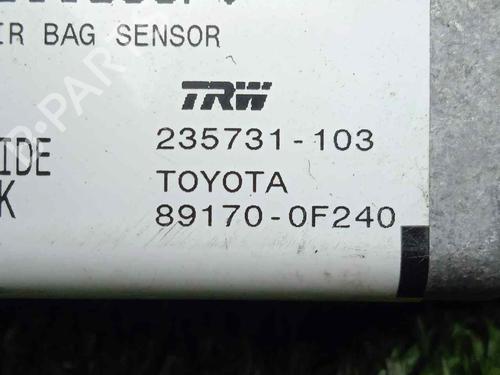 IR BAG SENSOR
TRW
235731-103
IDE
TOYOTA
K
89170-0F240